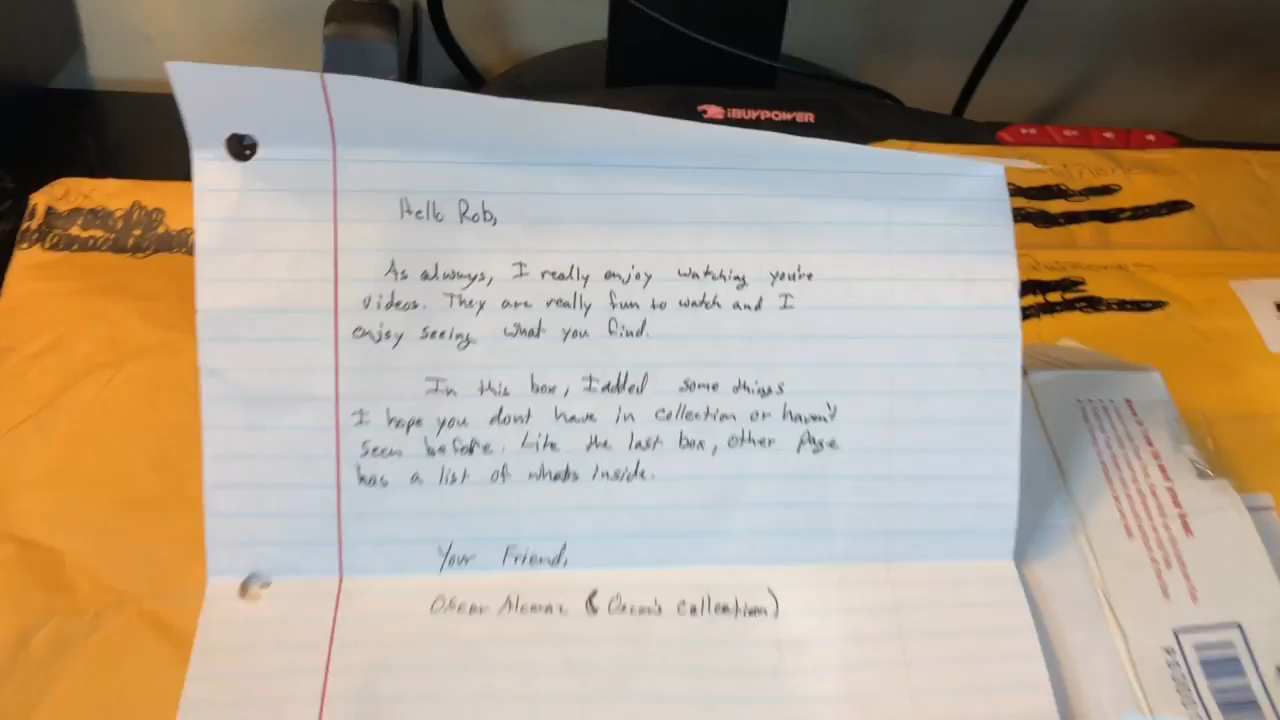 iBUYPOWER
Hello Rob,
As always, I really enjoy watching you're
videos. They are really fun to watch and I
enjoy seeing what you find.
In this box, I added some things
I hope you dont have in collection or haven't
seen before. Like the last box, other page
has a list of whats inside.
Your Friend,
Oscar (Oscar's Collection)